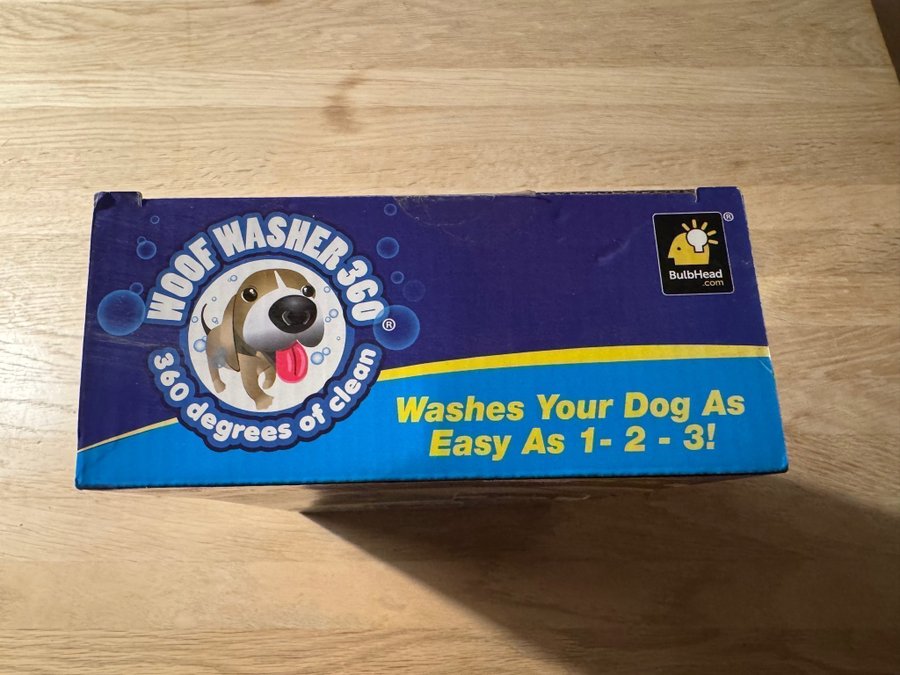 WOOF WASHER 360®
360 degrees of clean
BulbHead®
.com
Washes Your Dog As
Easy As 1- 2 - 3!